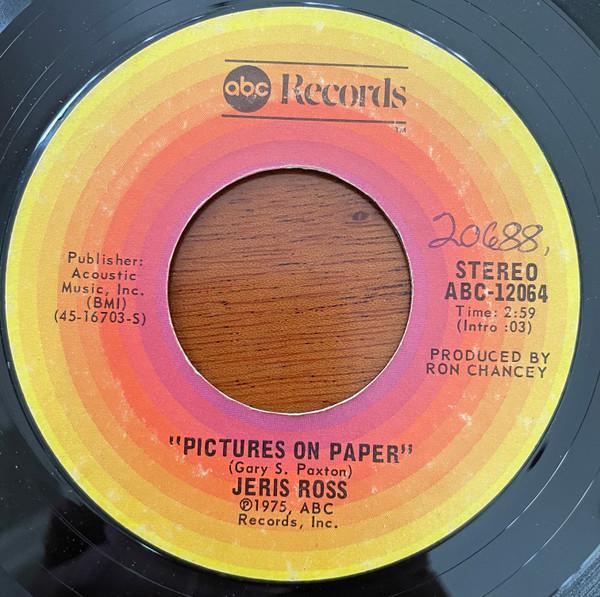 abc Records
TM
20688,
STEREO
ABC-12064
Time: 2:59
(Intro :03)
PRODUCED BY
RON CHANCEY
Publisher:
Acoustic
Music, Inc.
(BMI)
(45-16703-S)
"PICTURES ON PAPER"
(Gary S. Paxton)
JERIS ROSS
℗1975, ABC
Records, Inc.